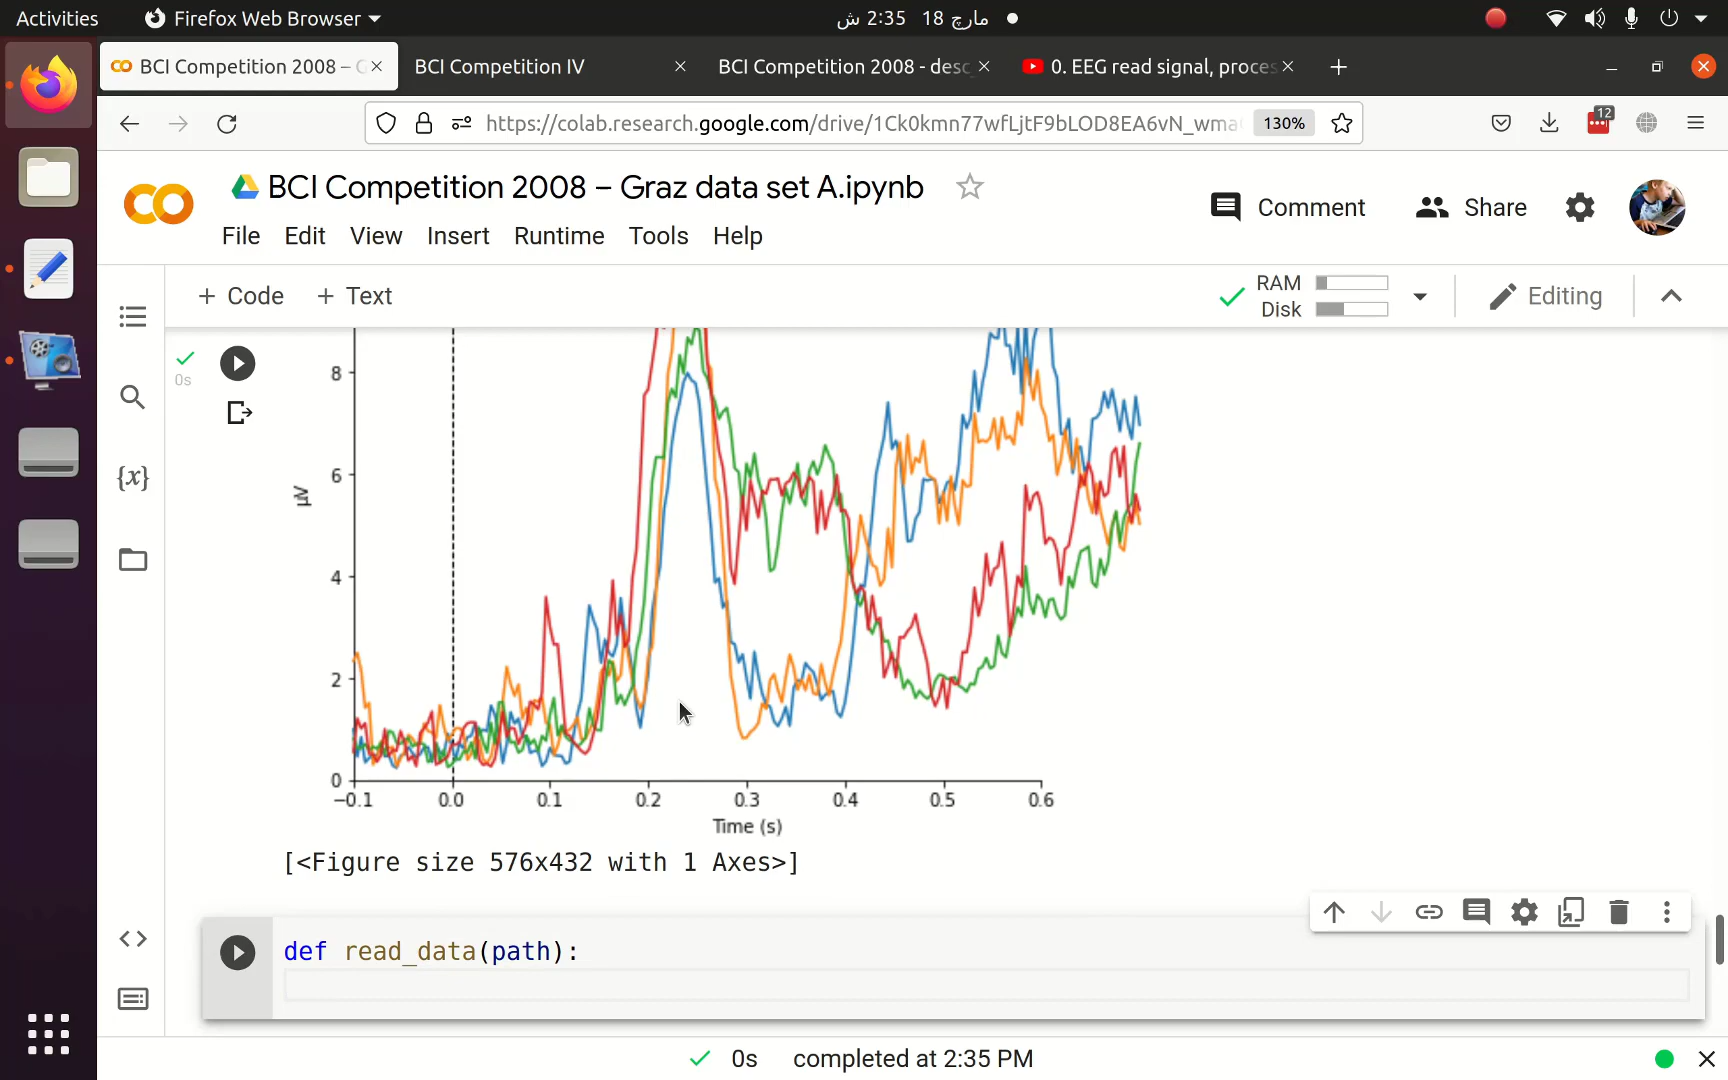 Activities Firefox Web Browser 2:35 ش 18 مارچ
BCI Competition 2008 – G BCI Competition IV BCI Competition 2008 - desc 0. EEG read signal, proces
https://colab.research.google.com/drive/1Ck0kmn77wfLjtF9bLOD8EA6vN_wma 130% 12
BCI Competition 2008 – Graz data set A.ipynb
Comment Share
File Edit View Insert Runtime Tools Help
+ Code + Text RAM Disk Editing
0s
{x}
µV
8
6
4
2
0
−0.1 0.0 0.1 0.2 0.3 0.4 0.5 0.6
Time (s)
[<Figure size 576x432 with 1 Axes>]
def read_data(path):
0s completed at 2:35 PM